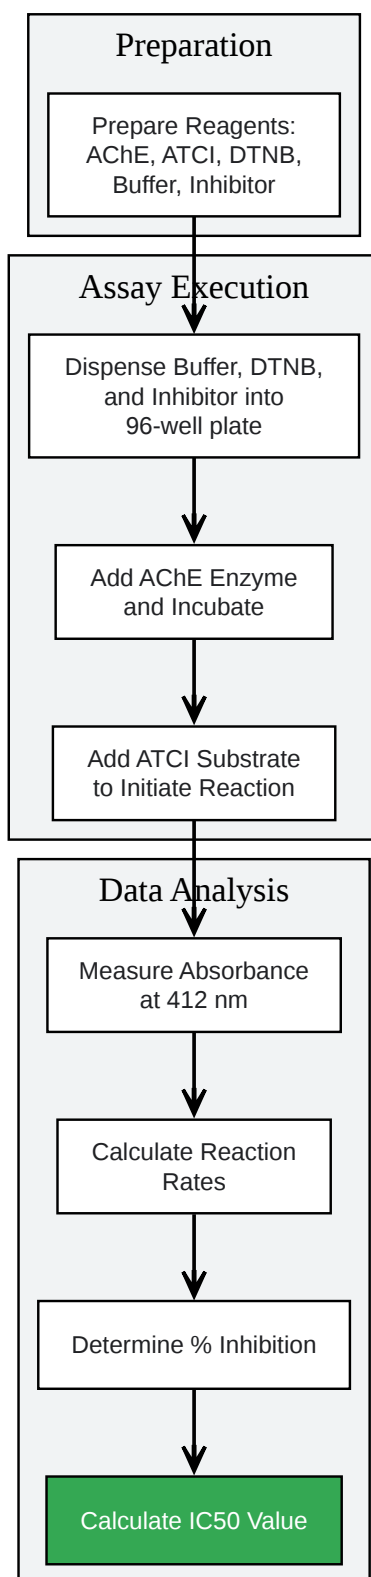 Preparation
Prepare Reagents:
AChE, ATCI, DTNB,
Buffer, Inhibitor
Assay Execution
Dispense Buffer, DTNB,
and Inhibitor into
96-well plate
Add AChE Enzyme
and Incubate
Add ATCI Substrate
to Initiate Reaction
Data Analysis
Measure Absorbance
at 412 nm
Calculate Reaction
Rates
Determine % Inhibition
Calculate IC50 Value